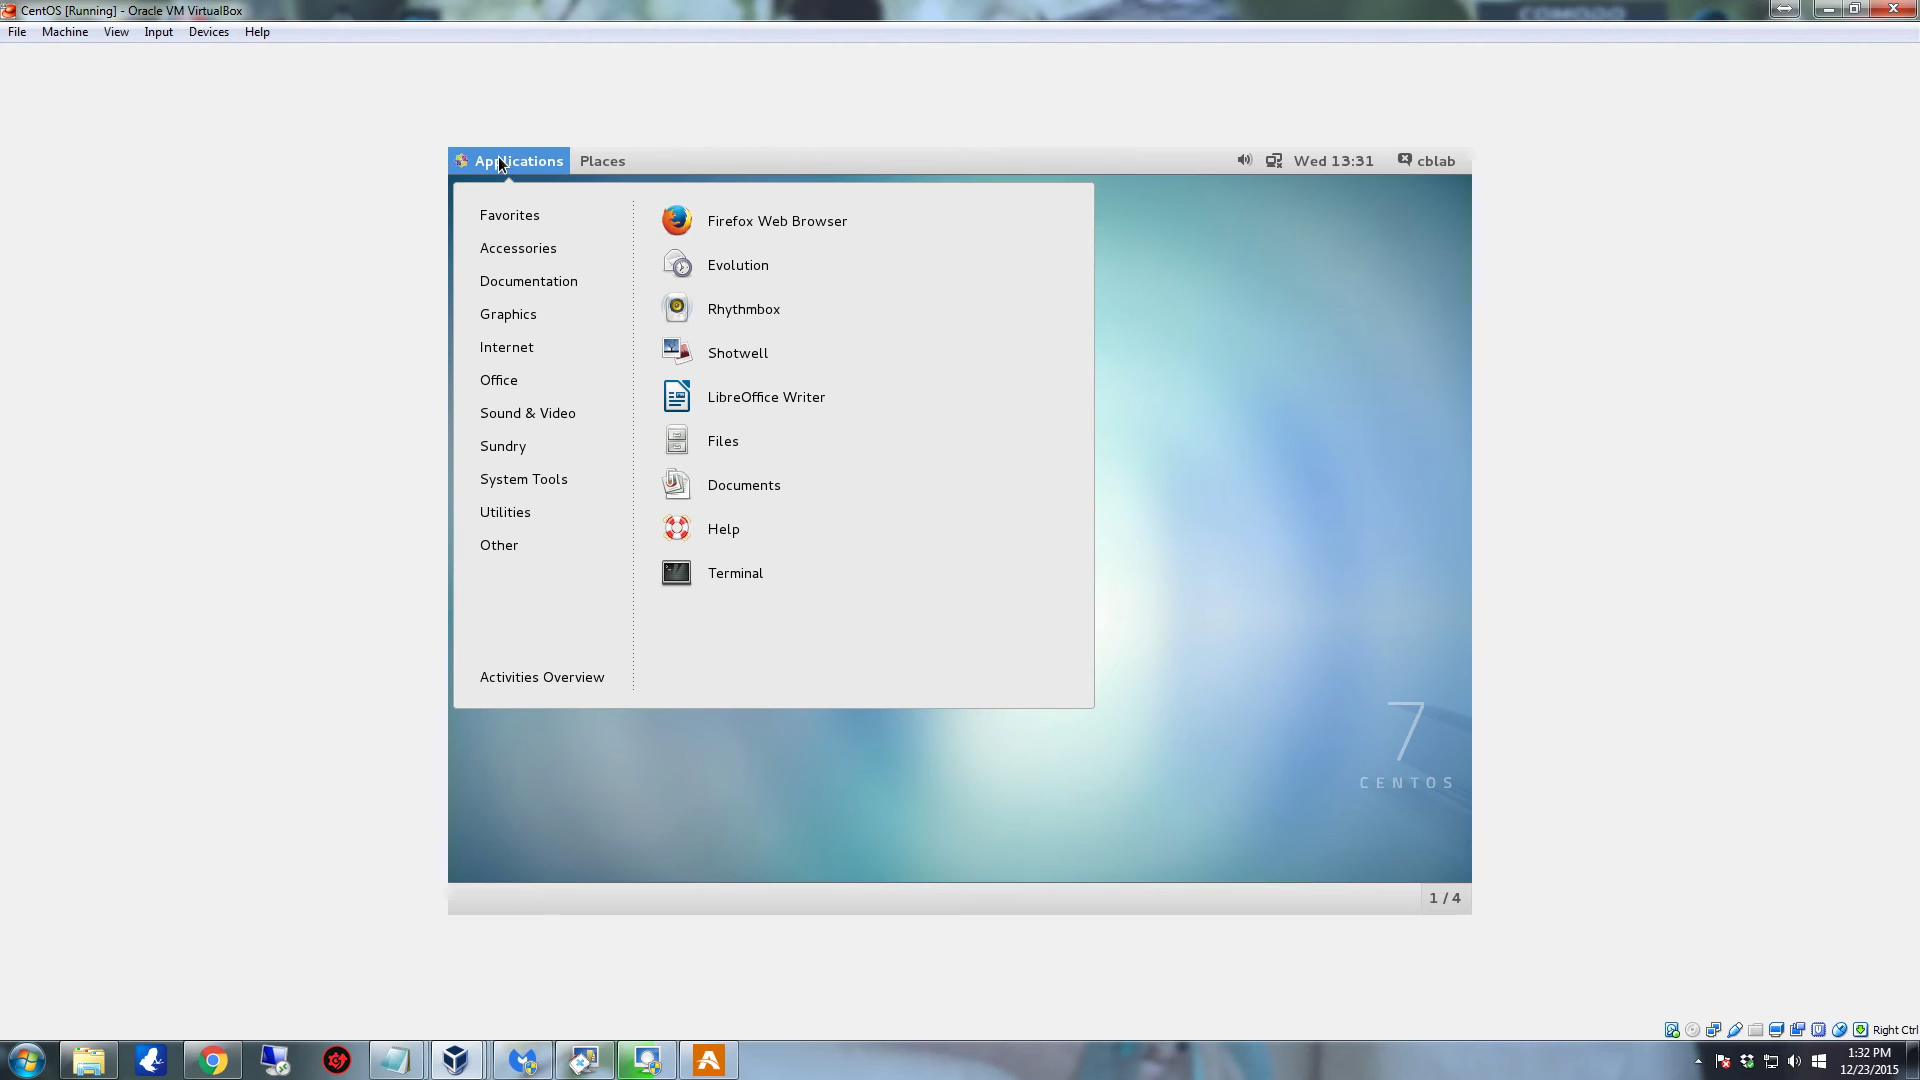 CentOS [Running] - Oracle VM VirtualBox
File Machine View Input Devices Help
Applications Places Wed 13:31 cblab
Favorites
Accessories
Documentation
Graphics
Internet
Office
Sound & Video
Sundry
System Tools
Utilities
Other
Activities Overview
Firefox Web Browser
Evolution
Rhythmbox
Shotwell
LibreOffice Writer
Files
Documents
Help
Terminal
7
CENTOS
1 / 4
Right Ctrl
1:32 PM
12/23/2015